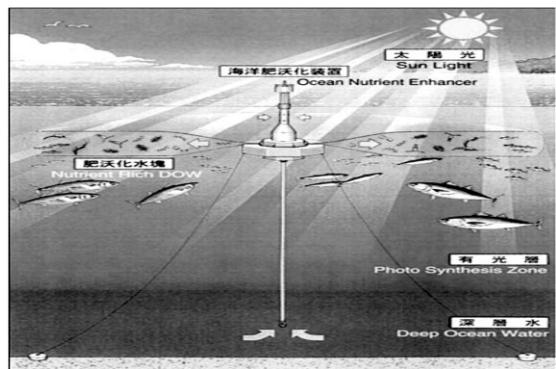 太陽光
Sun Light
海洋肥沃化装置
Ocean Nutrient Enhancer
肥沃化水塊
Nutrient Rich DOW
有光層
Photo Synthesis Zone
深層水
Deep Ocean Water